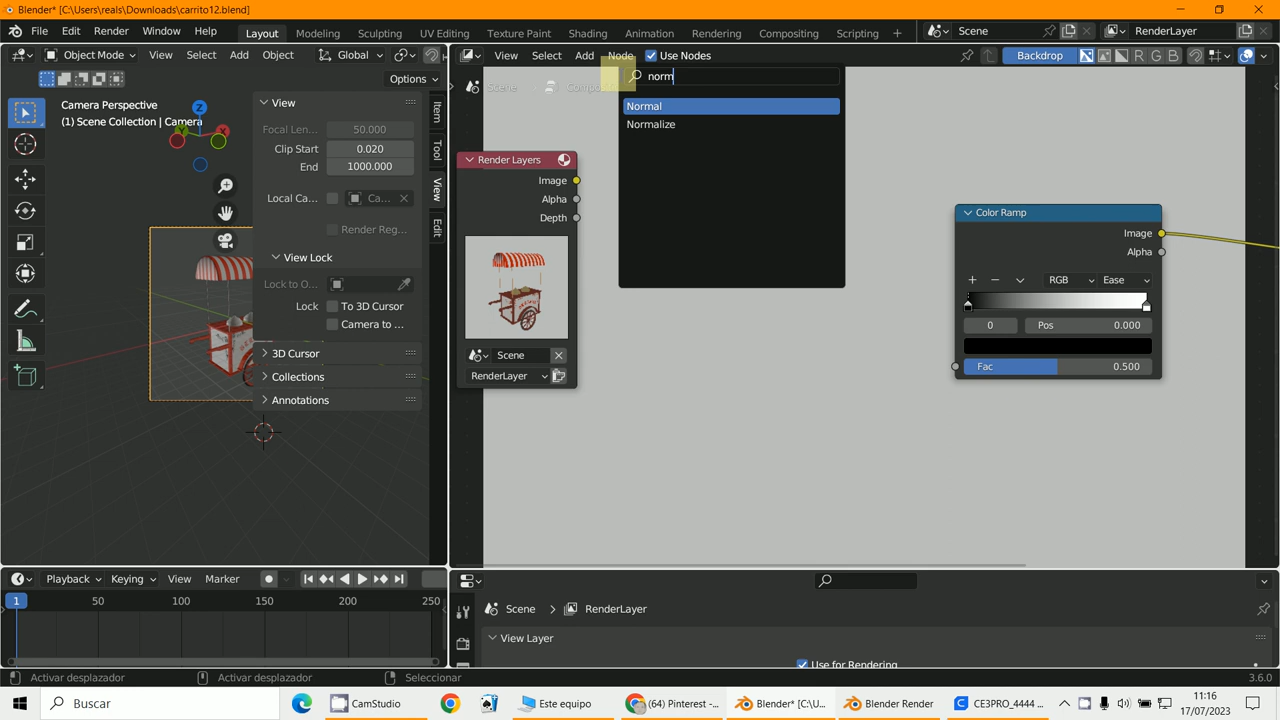 Blender* [C:\Users\reals\Downloads\carrito12.blend]
File Edit Render Window Help Layout Modeling Sculpting UV Editing Texture Paint Shading Animation Rendering Compositing Scripting + Scene RenderLayer
Object Mode View Select Add Object Global
View Select Add Node Use Nodes Backdrop R G B
Options
Camera Perspective
(1) Scene Collection | Camera
Z
Y
X
View
Focal Len... 50.000
Clip Start 0.020
End 1000.000
Local Ca... Ca...
Render Reg...
View Lock
Lock to O...
Lock To 3D Cursor
Camera to ...
3D Cursor
Collections
Annotations
Item
Tool
View
Edit
Scene
norm
Normal
Normalize
Render Layers
Image
Alpha
Depth
Scene
RenderLayer
Color Ramp
Image
Alpha
RGB Ease
0 Pos 0.000
Fac 0.500
Playback Keying View Marker
1 50 100 150 200 250
Scene RenderLayer
View Layer
Use for Rendering
Activar desplazador Activar desplazador Seleccionar 3.6.0
Buscar CamStudio Este equipo (64) Pinterest -... Blender* [C:\U... Blender Render CE3PRO_4444 ... 11:16
17/07/2023